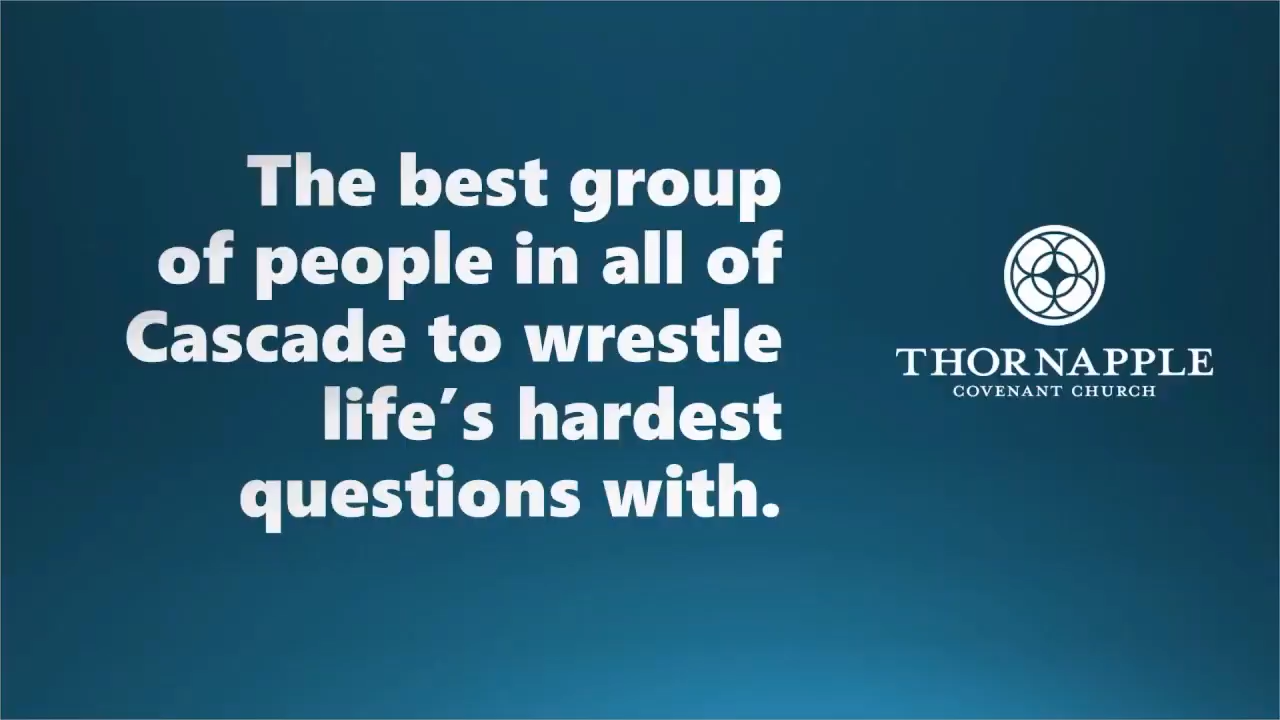 The best group
of people in all of
Cascade to wrestle
life′s hardest
questions with.
THORNAPPLE
COVENANT CHURCH